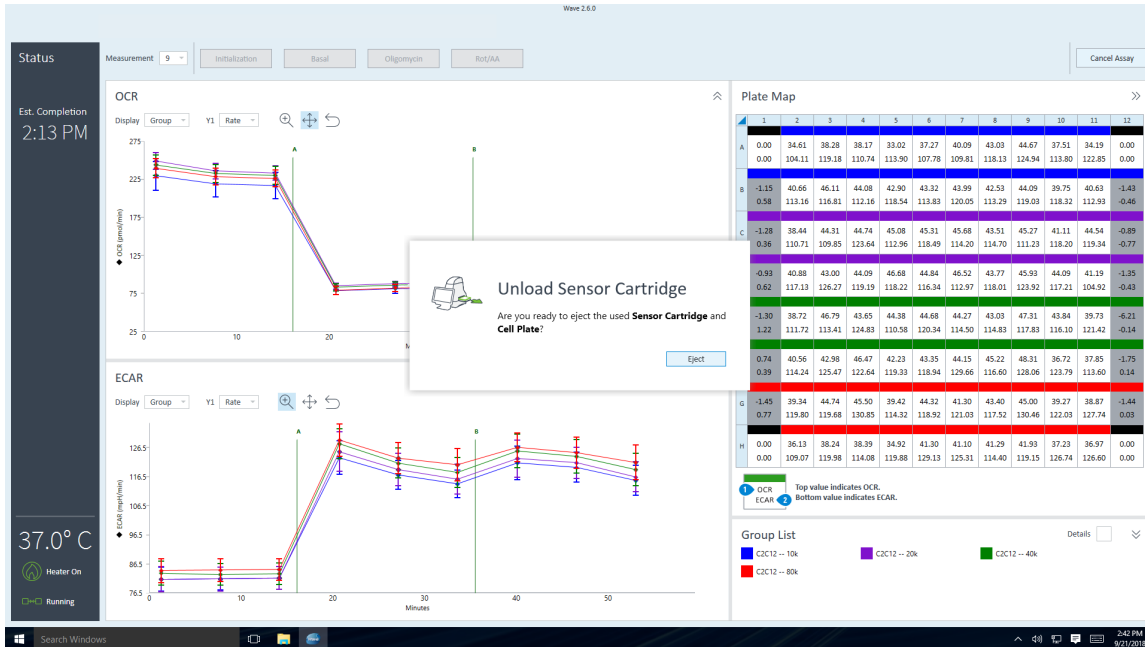 Wave 2.6.0
Status
Measurement 9 Initialization Basal Oligomycin Rot/AA Cancel Assay
Est. Completion
2:13 PM
OCR
Display Group Y1 Rate
275
225
175
125
75
25
A B
OCR (pmol/min)
0 10 20
M
ECAR
Display Group Y1 Rate
126.5
116.5
106.5
96.5
86.5
76.5
A B
ECAR (mpH/min)
0 10 20 30 40 50
Minutes
Unload Sensor Cartridge
Are you ready to eject the used Sensor Cartridge and
Cell Plate?
Eject
Plate Map
1 2 3 4 5 6 7 8 9 10 11 12
A 0.00 34.61 38.28 38.17 33.02 37.27 40.09 43.03 44.67 37.51 34.19 0.00
0.00 104.11 119.18 110.74 113.90 107.78 109.81 118.13 124.94 113.80 122.85 0.00
B -1.15 40.66 46.11 44.08 42.90 43.32 43.99 42.53 44.09 39.75 40.63 -1.43
0.58 113.16 116.81 112.16 118.54 113.83 120.05 113.29 119.03 118.32 112.93 -0.46
C -1.28 38.44 44.31 44.74 45.08 45.31 45.68 43.51 45.27 41.11 44.54 -0.89
0.36 110.71 109.85 123.64 112.96 118.49 114.20 114.70 111.23 118.20 119.34 -0.77
-0.93 40.88 43.00 44.09 46.68 44.84 46.52 43.77 45.93 44.09 41.19 -1.35
0.62 117.13 126.27 119.19 118.22 116.34 112.97 118.01 123.92 117.21 104.92 -0.43
-1.30 38.72 46.79 43.65 44.38 44.68 44.27 43.03 47.31 43.84 39.73 -6.21
1.22 111.72 113.41 124.83 110.58 120.34 114.50 114.83 117.83 116.10 121.42 -0.14
0.74 40.56 42.98 46.47 42.23 43.35 44.15 45.22 48.31 36.72 37.85 -1.75
0.39 114.24 125.47 122.64 119.33 118.94 129.66 116.60 128.06 123.79 113.60 0.14
G -1.45 39.34 44.74 45.50 39.42 44.32 41.30 43.40 45.00 39.27 38.87 -1.44
0.77 119.80 119.68 130.85 114.32 118.92 121.03 117.52 130.46 122.03 127.74 0.03
H 0.00 36.13 38.24 38.39 34.92 41.30 41.10 41.29 41.93 37.23 36.97 0.00
0.00 109.07 119.98 114.08 119.88 129.13 125.31 114.40 119.15 126.74 126.60 0.00
1 OCR Top value indicates OCR.
ECAR 2 Bottom value indicates ECAR.
Group List Details
C2C12 -- 10k C2C12 -- 20k C2C12 -- 40k
C2C12 -- 80k
37.0° C
Heater On
Running
Search Windows
2:42 PM
9/21/2018